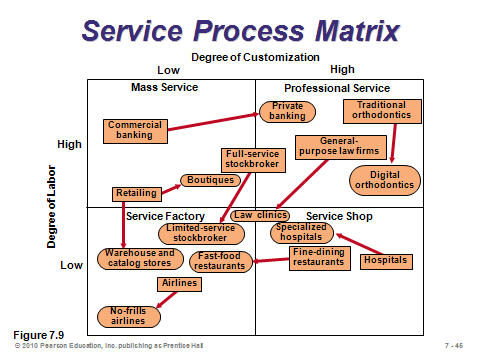 Service Process Matrix
Degree of Customization
Low
High
Mass Service
Professional Service
Private
banking
Traditional
orthodontics
Commercial
banking
High
General-
purpose law firms
Full-service
stockbroker
Digital
orthodontics
Boutiques
Retailing
Degree of Labor
Service Factory
Law clinics
Service Shop
Limited-service
stockbroker
Specialized
hospitals
Low
Warehouse and
catalog stores
Fast-food
restaurants
Fine-dining
restaurants
Hospitals
Airlines
No-frills
airlines
Figure 7.9
© 2010 Pearson Education, Inc. publishing as Prentice Hall
7 - 45